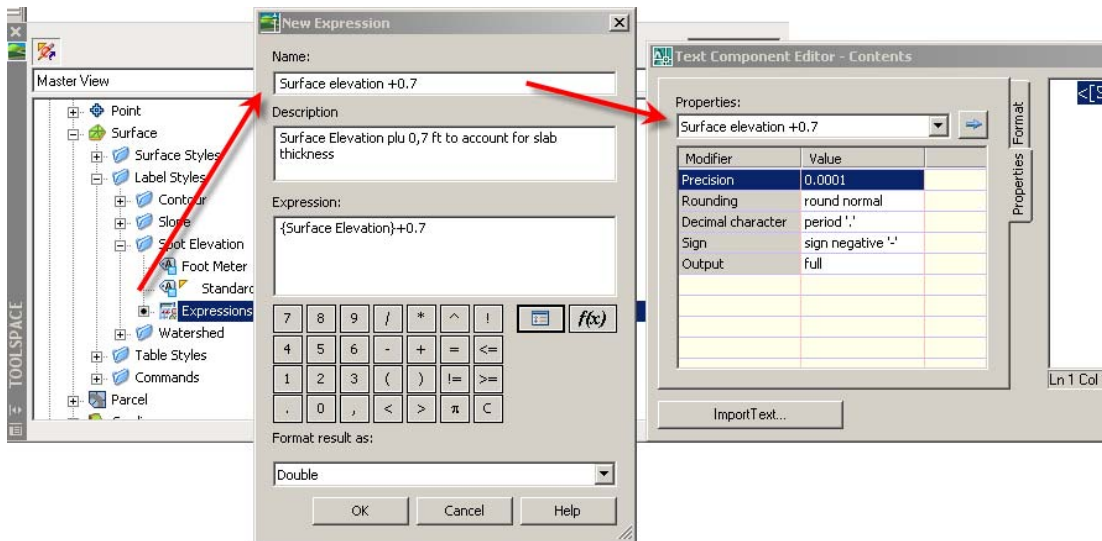 TOOLSPACE
Master View
Point
Surface
Surface Styles
Label Styles
Contour
Slope
Spot Elevation
Foot Meter
Standard
Expressions
Watershed
Table Styles
Commands
Parcel
New Expression
Name:
Surface elevation +0.7
Description
Surface Elevation plu 0,7 ft to account for slab
thickness
Expression:
{Surface Elevation}+0.7
7 8 9 / * ^ ! f(x)
4 5 6 - + = <=
1 2 3 ( ) != >=
. 0 , < > π C
Format result as:
Double
OK Cancel Help
Text Component Editor - Contents
Properties:
Surface elevation +0.7
Modifier Value
Precision 0.0001
Rounding round normal
Decimal character period '.'
Sign sign negative '-'
Output full
Format
Properties
<[S
Ln 1 Col
ImportText...